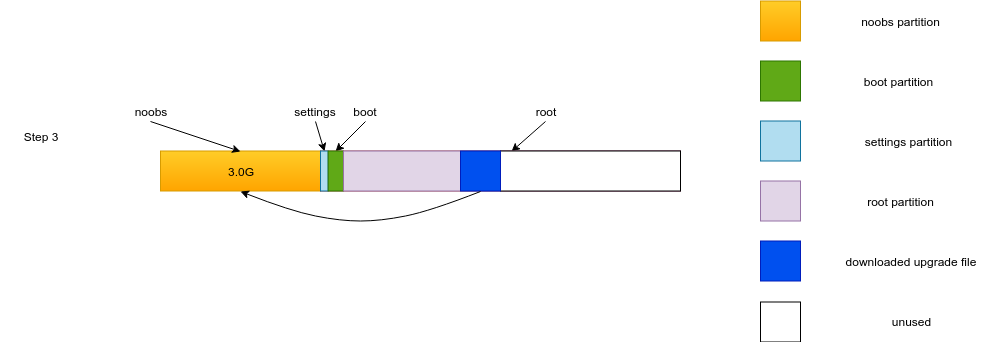 noobs
settings
boot
root
Step 3
3.0G
noobs partition
boot partition
settings partition
root partition
downloaded upgrade file
unused